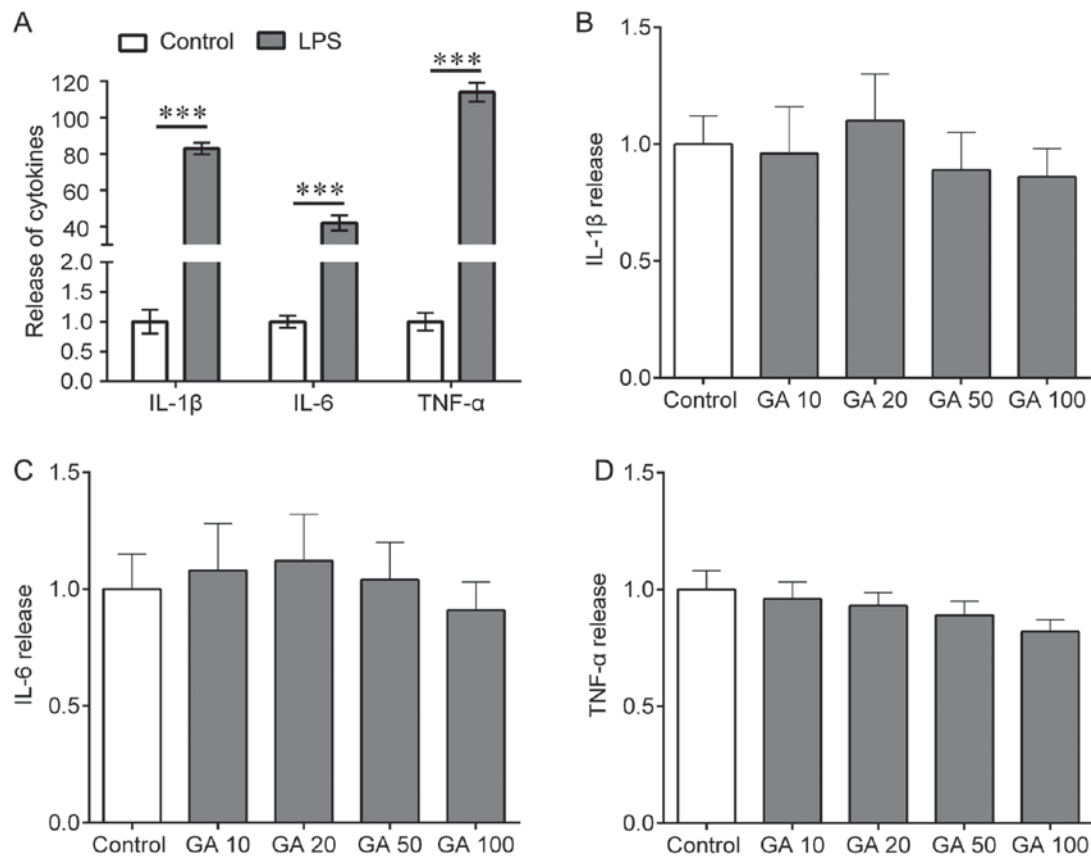 A
Control LPS
Release of cytokines
120
100
80
60
40
2.0
1.5
1.0
0.5
0.0
***
***
***
IL-1β IL-6 TNF-α
B
IL-1β release
1.5
1.0
0.5
0.0
Control GA 10 GA 20 GA 50 GA 100
C
IL-6 release
1.5
1.0
0.5
0.0
Control GA 10 GA 20 GA 50 GA 100
D
TNF-α release
1.5
1.0
0.5
0.0
Control GA 10 GA 20 GA 50 GA 100